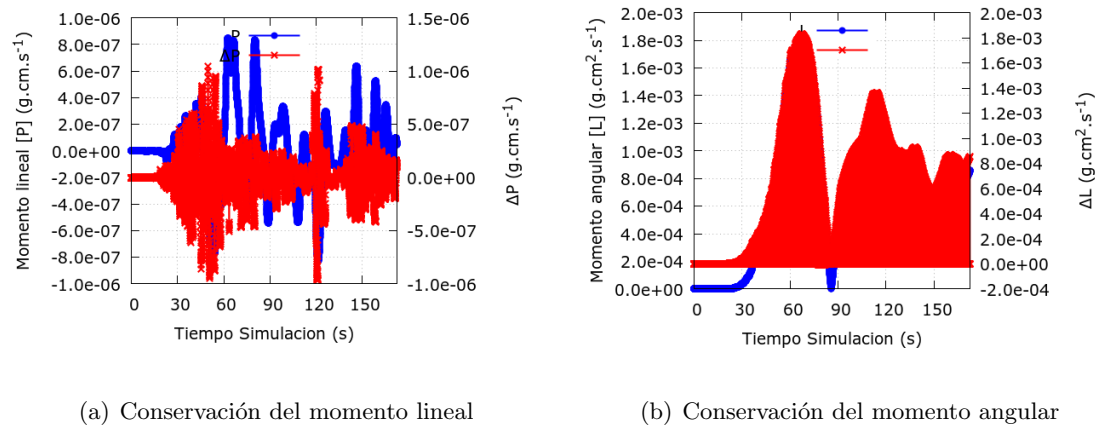 1.0e-06
8.0e-07
6.0e-07
4.0e-07
2.0e-07
0.0e+00
-2.0e-07
-4.0e-07
-6.0e-07
-8.0e-07
-1.0e-06
Momento lineal [P] (g.cm.s-1)
P
ΔP
1.5e-06
1.0e-06
5.0e-07
0.0e+00
-5.0e-07
-1.0e-06
ΔP (g.cm.s-1)
0 30 60 90 120 150
Tiempo Simulacion (s)
2.0e-03
1.8e-03
1.6e-03
1.4e-03
1.2e-03
1.0e-03
8.0e-04
6.0e-04
4.0e-04
2.0e-04
0.0e+00
Momento angular [L] (g.cm2.s-1)
2.0e-03
1.8e-03
1.6e-03
1.4e-03
1.2e-03
1.0e-03
8.0e-04
6.0e-04
4.0e-04
2.0e-04
0.0e+00
-2.0e-04
ΔL (g.cm2.s-1)
0 30 60 90 120 150
Tiempo Simulacion (s)
(a) Conservación del momento lineal
(b) Conservación del momento angular